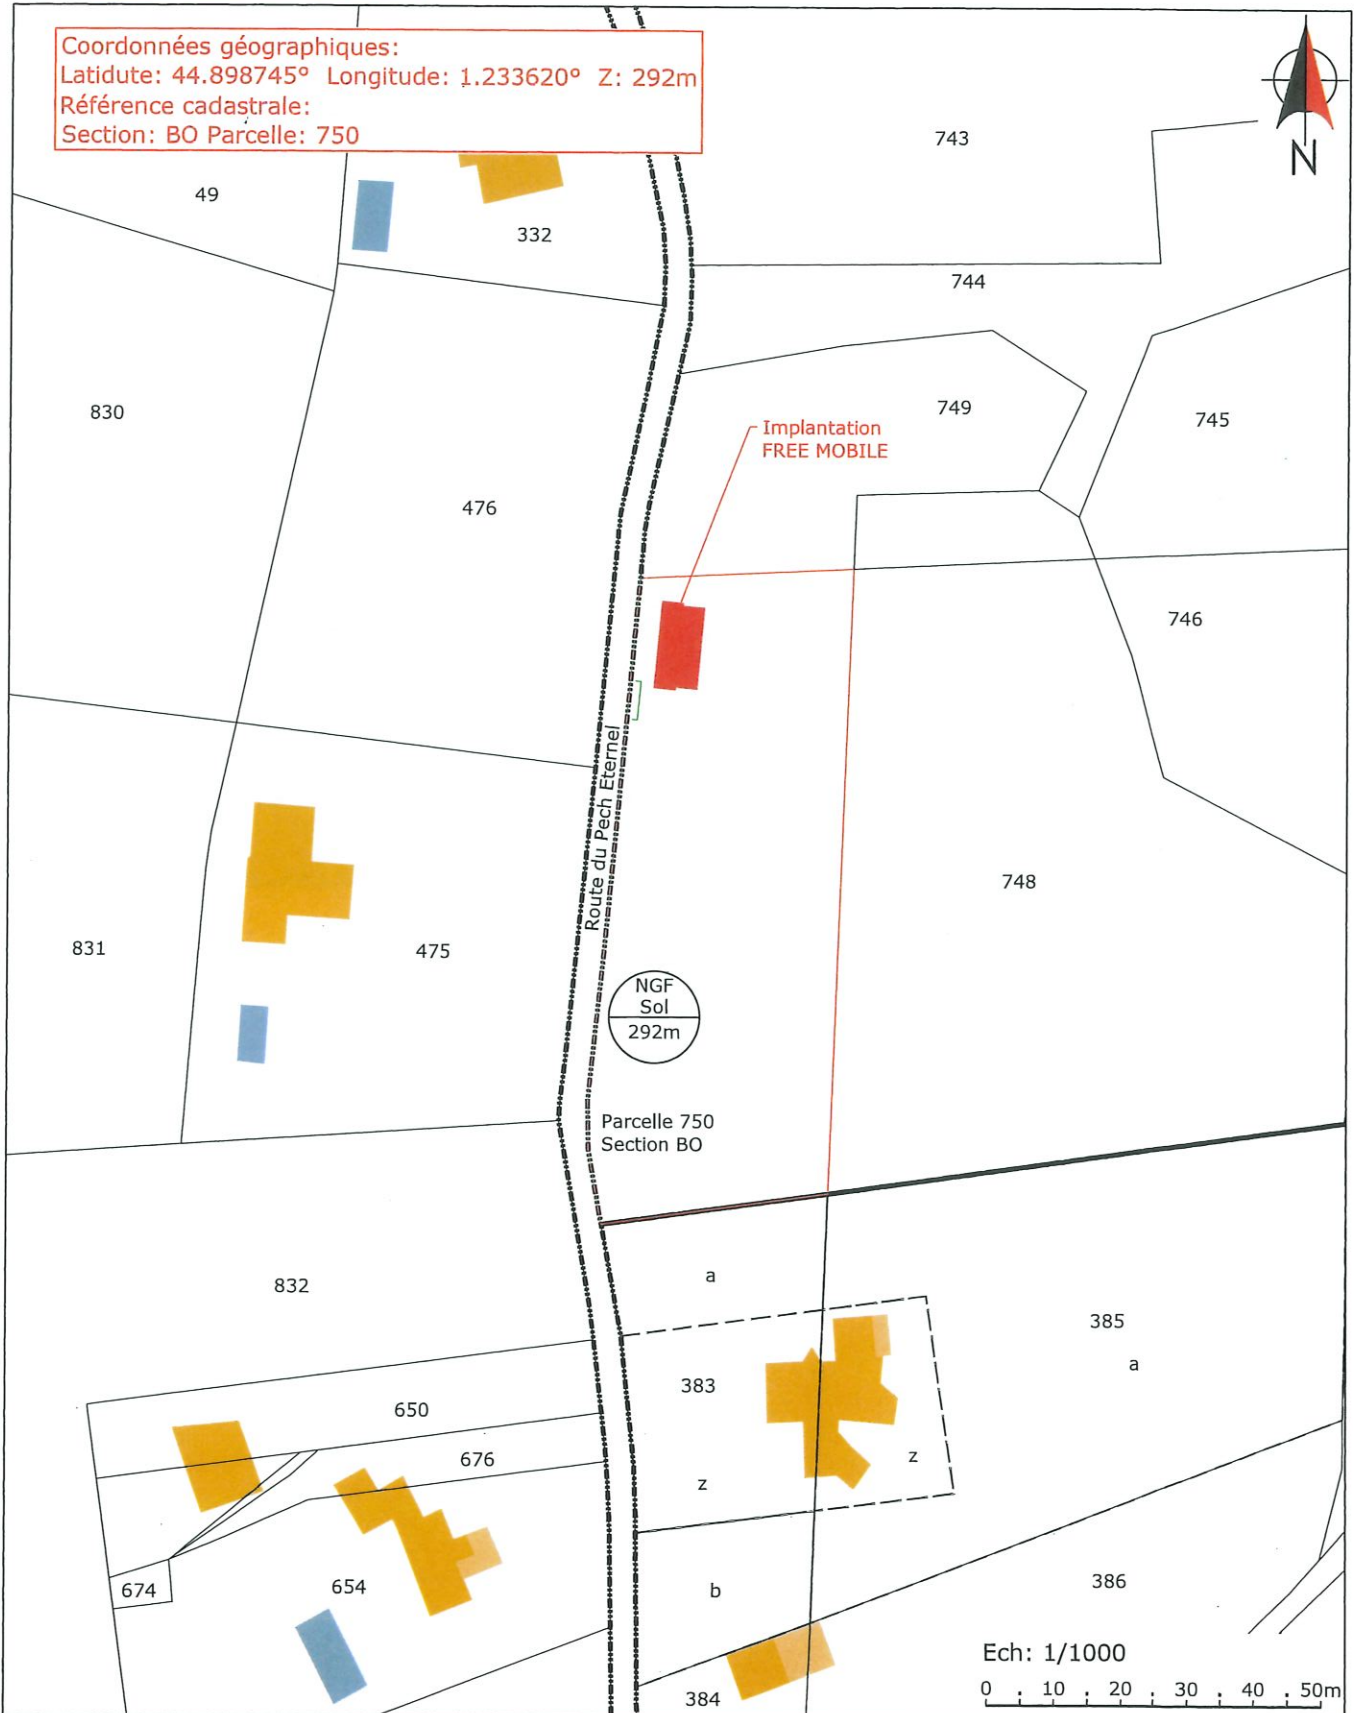 Coordonnées géographiques:
Latidute: 44.898745° Longitude: 1.233620° Z: 292m
Référence cadastrale:
Section: BO Parcelle: 750
N
743
49
332
744
830
749
745
Implantation
FREE MOBILE
476
746
Route du Pech Eternel
748
831
475
NGF
Sol
292m
Parcelle 750
Section BO
832
a
385
a
383
650
676
z
z
674
654
b
386
Ech: 1/1000
384
0 10 20 30 40 50m